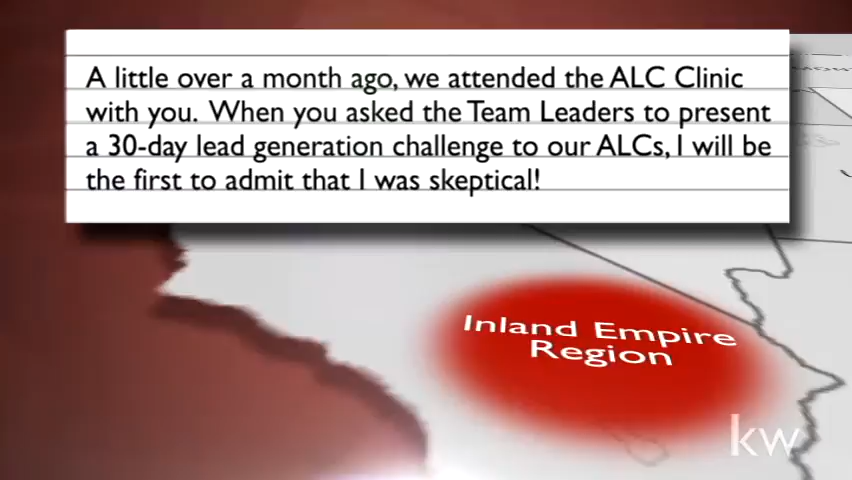 A little over a month ago, we attended the ALC Clinic
with you. When you asked the Team Leaders to present
a 30-day lead generation challenge to our ALCs, I will be
the first to admit that I was skeptical!
Inland Empire
Region
kw